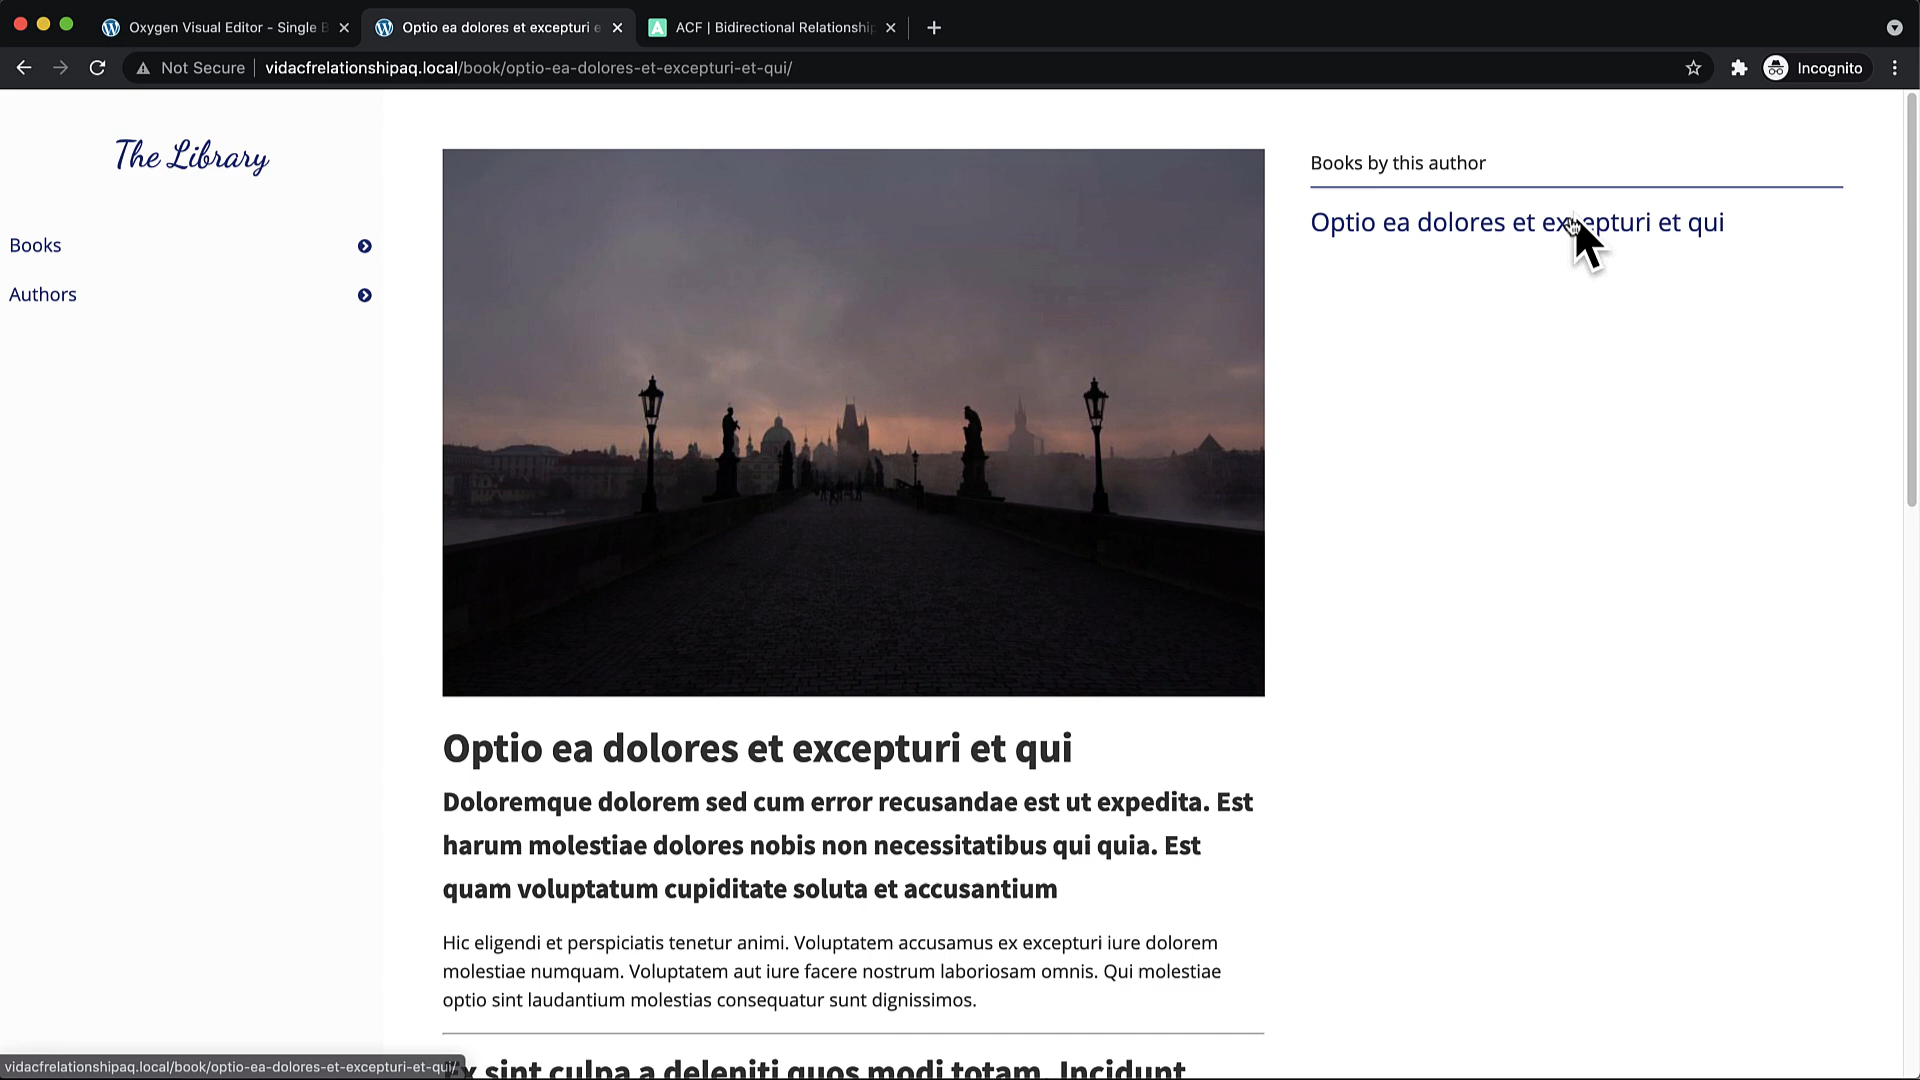 Oxygen Visual Editor - Single B
Optio ea dolores et excepturi e
ACF | Bidirectional Relationship
Not Secure
vidacfrelationshipaq.local/book/optio-ea-dolores-et-excepturi-et-qui/
Incognito
The Library
Books
Authors
Books by this author
Optio ea dolores et excepturi et qui
Optio ea dolores et excepturi et qui
Doloremque dolorem sed cum error recusandae est ut expedita. Est
harum molestiae dolores nobis non necessitatibus qui quia. Est
quam voluptatum cupiditate soluta et accusantium
Hic eligendi et perspiciatis tenetur animi. Voluptatem accusamus ex excepturi iure dolorem
molestiae numquam. Voluptatem aut iure facere nostrum laboriosam omnis. Qui molestiae
optio sint laudantium molestias consequatur sunt dignissimos.
Ex sint culpa a deleniti quos modi totam. Incidunt
vidacfrelationshipaq.local/book/optio-ea-dolores-et-excepturi-et-qui/